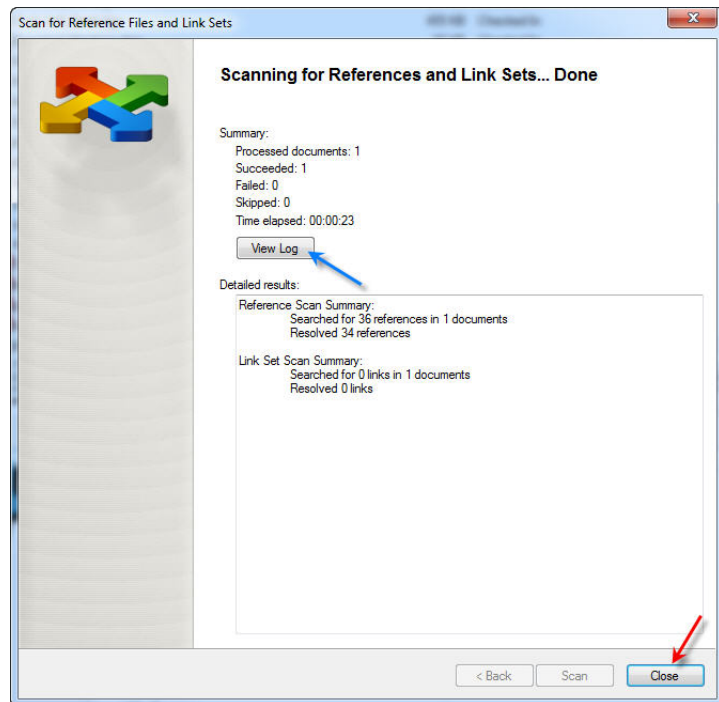 Scan for Reference Files and Link Sets
Scanning for References and Link Sets... Done
Summary:
Processed documents: 1
Succeeded: 1
Failed: 0
Skipped: 0
Time elapsed: 00:00:23
View Log
Detailed results:
Reference Scan Summary:
Searched for 36 references in 1 documents
Resolved 34 references
Link Set Scan Summary:
Searched for 0 links in 1 documents
Resolved 0 links
< Back Scan Close